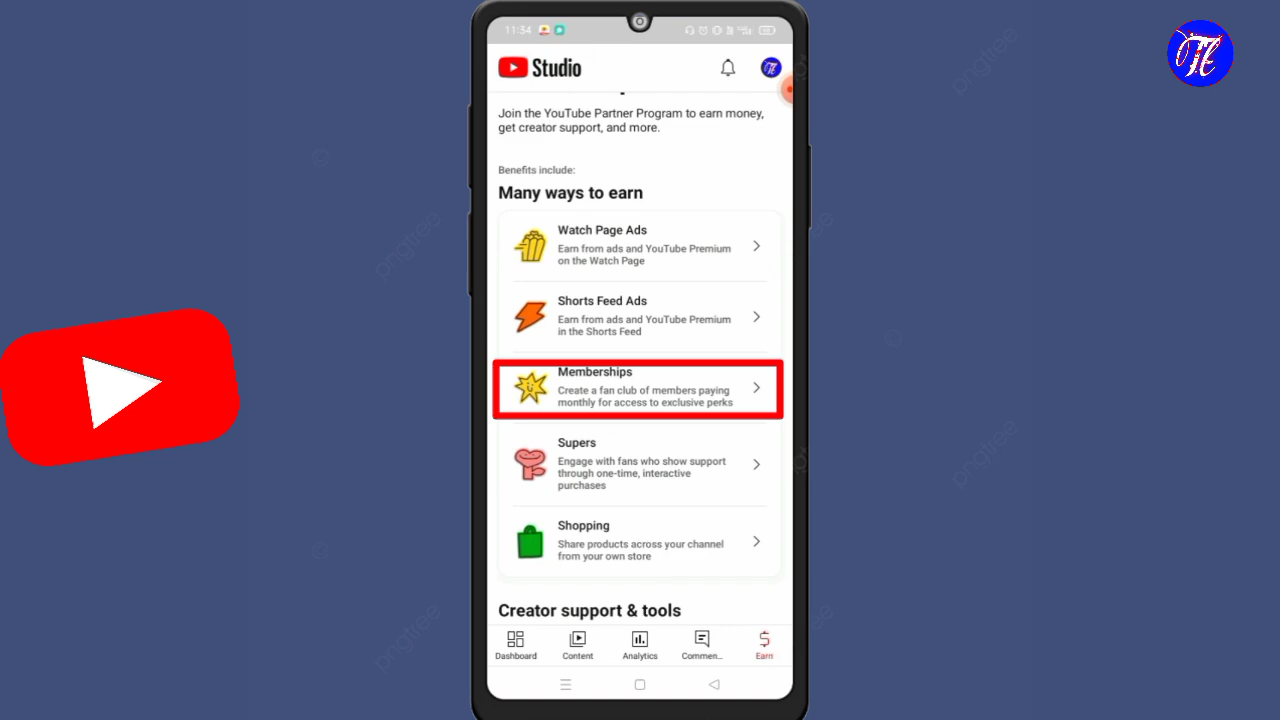 11:34
Studio
Join the YouTube Partner Program to earn money,
get creator support, and more.
Benefits include:
Many ways to earn
Watch Page Ads
Earn from ads and YouTube Premium
on the Watch Page
Shorts Feed Ads
Earn from ads and YouTube Premium
in the Shorts Feed
Memberships
Create a fan club of members paying
monthly for access to exclusive perks
Supers
Engage with fans who show support
through one-time, interactive
purchases
Shopping
Share products across your channel
from your own store
Creator support & tools
Dashboard
Content
Analytics
Commen...
Earn
pngtree
pngtree
pngtree
pngtree